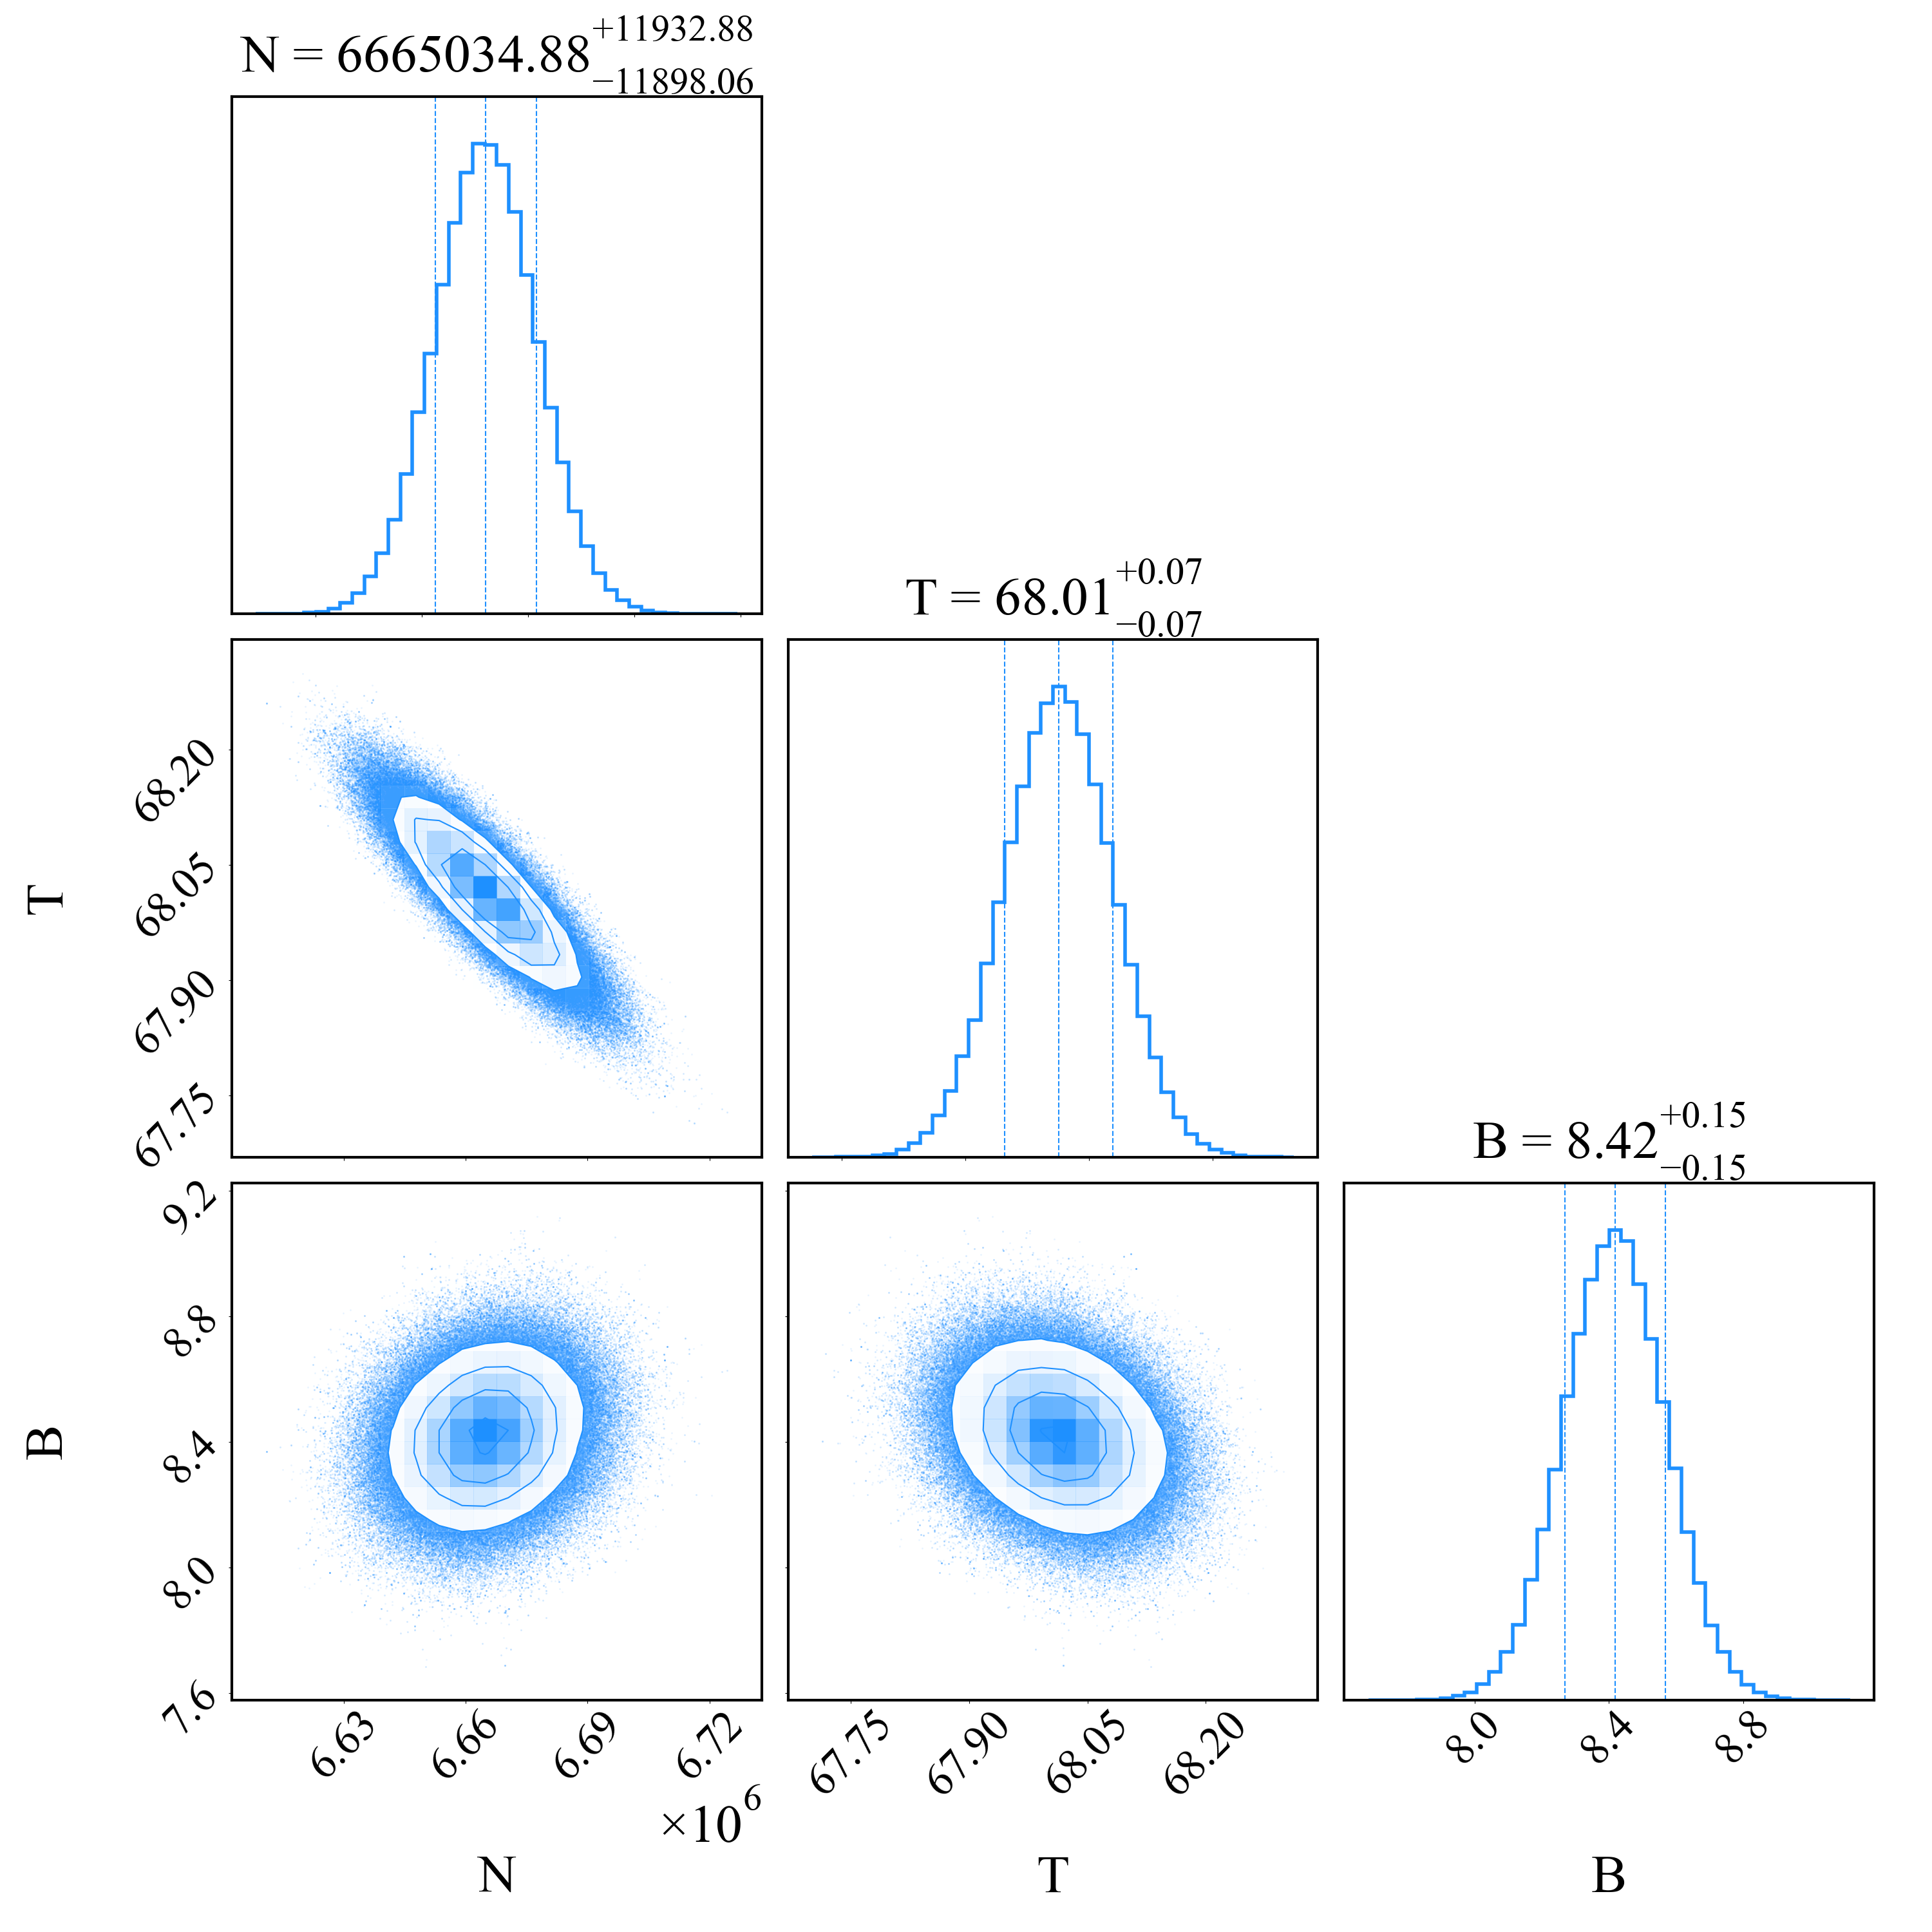 N = 6665034.88 +11932.88 −11898.06
T = 68.01 +0.07 −0.07
68.20
68.05
67.90
67.75
T
B = 8.42 +0.15 −0.15
9.2
8.8
8.4
8.0
7.6
B
6.63 6.66 6.69 6.72
×10⁶
67.75 67.90 68.05 68.20
8.0 8.4 8.8
N T B